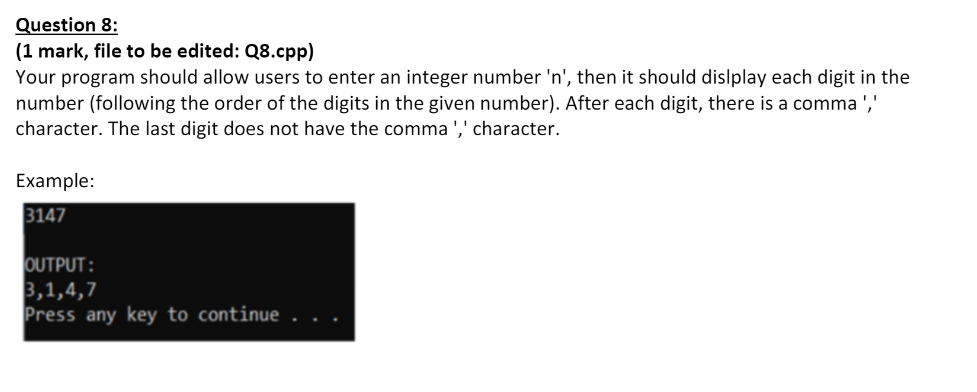 Question 8:
(1 mark, file to be edited: Q8.cpp)
Your program should allow users to enter an integer number 'n', then it should dislplay each digit in the
number (following the order of the digits in the given number). After each digit, there is a comma ','
character. The last digit does not have the comma ',' character.
Example:
3147
OUTPUT:
3,1,4,7
Press any key to continue . . .